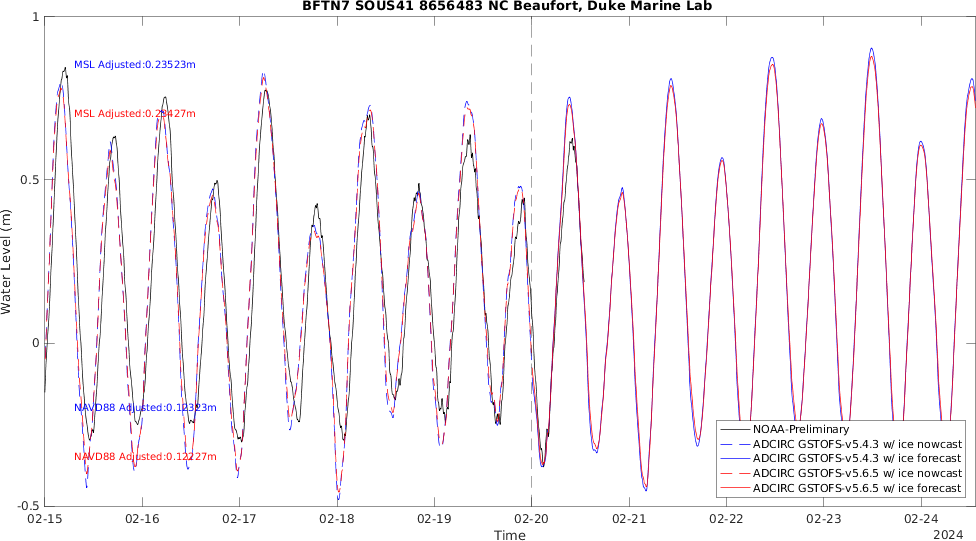 BFTN7 SOUS41 8656483 NC Beaufort, Duke Marine Lab
1
MSL Adjusted:0.23523m
MSL Adjusted:0.23427m
0.5
Water Level (m)
0
NAVD88 Adjusted:0.12323m
NAVD88 Adjusted:0.12227m
NOAA-Preliminary
ADCIRC GSTOFS-v5.4.3 w/ ice nowcast
ADCIRC GSTOFS-v5.4.3 w/ ice forecast
ADCIRC GSTOFS-v5.6.5 w/ ice nowcast
ADCIRC GSTOFS-v5.6.5 w/ ice forecast
-0.5
02-15 02-16 02-17 02-18 02-19 02-20 02-21 02-22 02-23 02-24
Time
2024